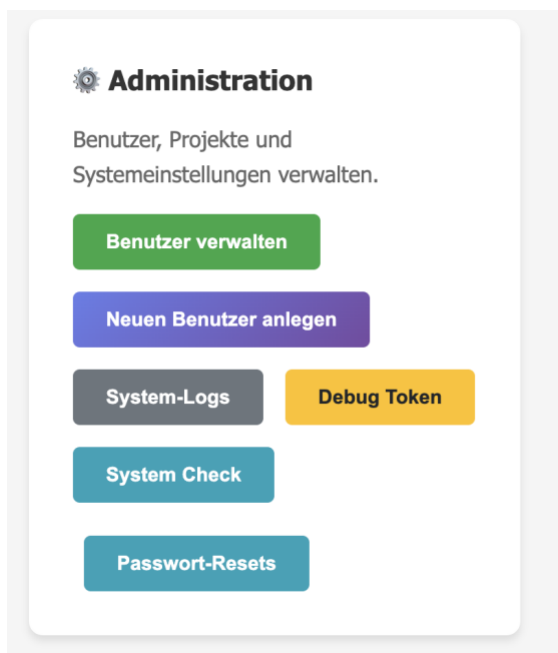 Administration
Benutzer, Projekte und
Systemeinstellungen verwalten.
Benutzer verwalten
Neuen Benutzer anlegen
System-Logs
Debug Token
System Check
Passwort-Resets